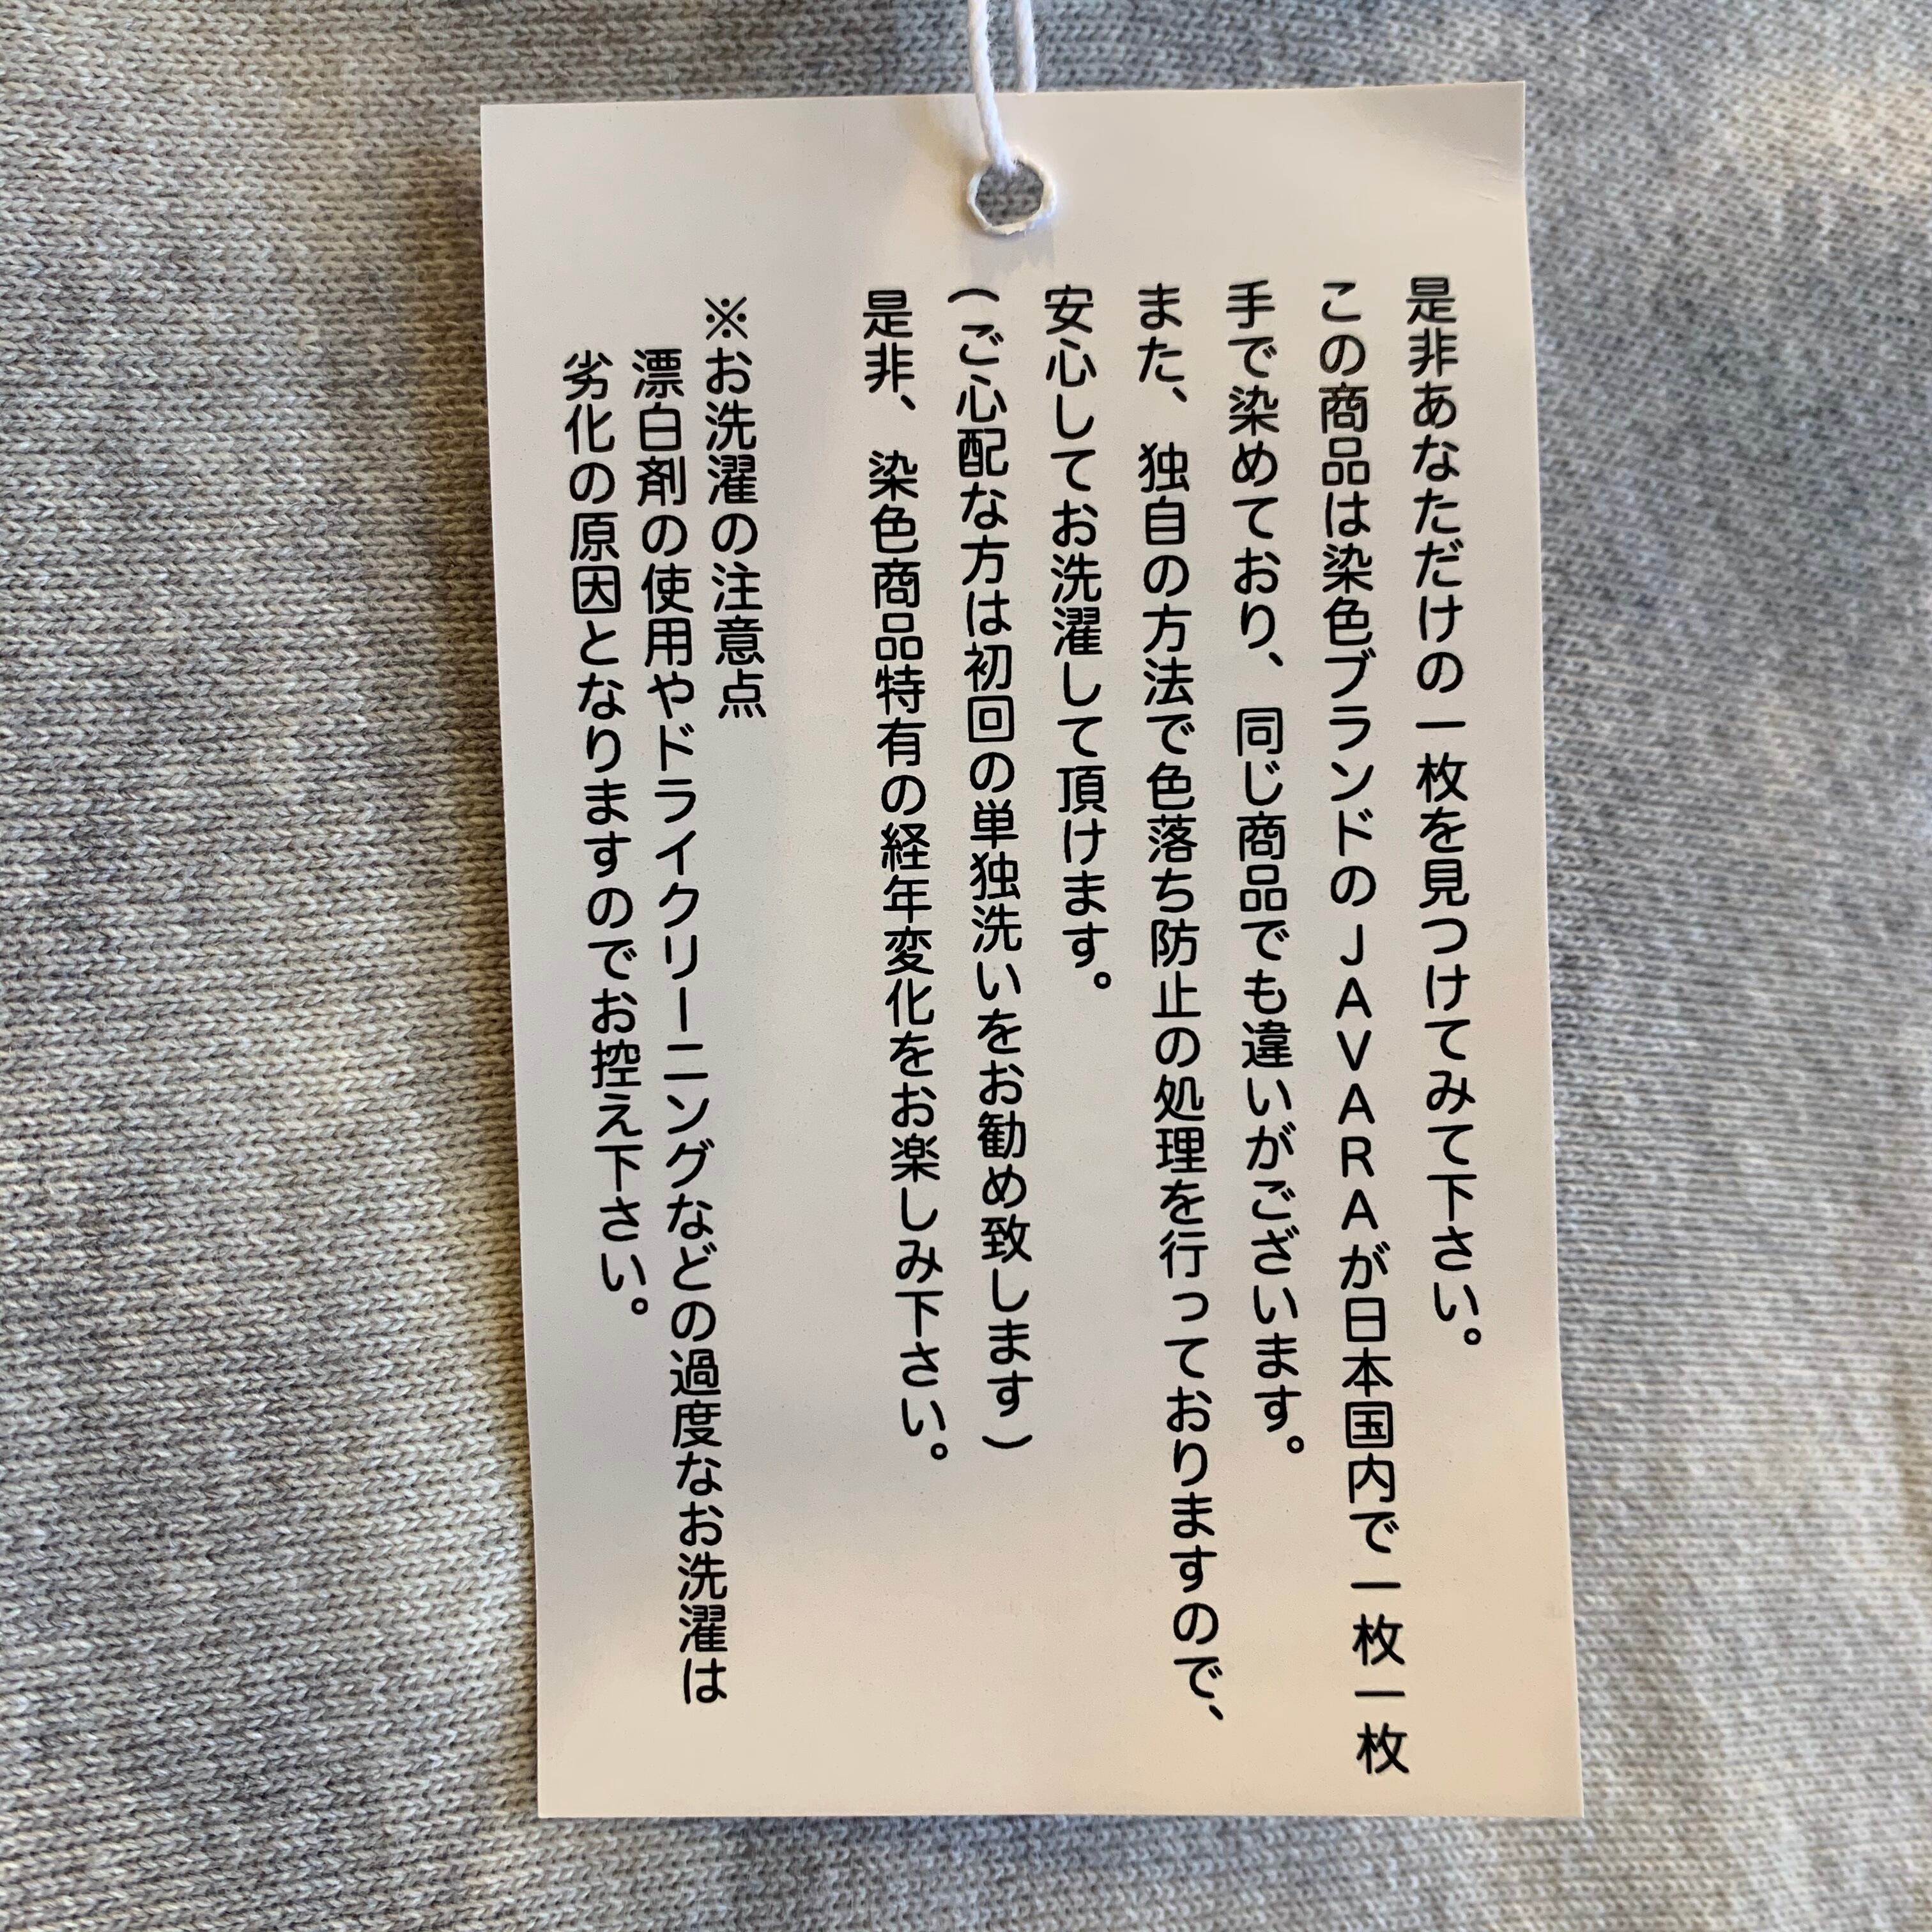 是非あなただけの一枚を見つけてみて下さい。
この商品は染色ブランドのJAVARAが日本国内で一枚一枚
手で染めており、同じ商品でも違いがございます。
また、独自の方法で色落ち防止の処理を行っておりますので、
安心してお洗濯して頂けます。
(ご心配な方は初回の単独洗いをお勧め致します)
是非、染色商品特有の経年変化をお楽しみ下さい。
※お洗濯の注意点
漂白剤の使用やドライクリーニングなどの過度なお洗濯は
劣化の原因となりますのでお控え下さい。